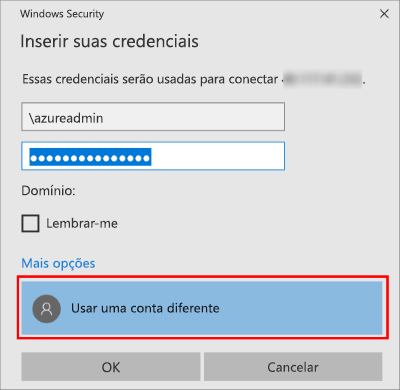 Windows Security
Inserir suas credenciais
Essas credenciais serão usadas para conectar
\azureadmin
●●●●●●●●●●●●●●●
Domínio:
Lembrar-me
Mais opções
Usar uma conta diferente
OK
Cancelar